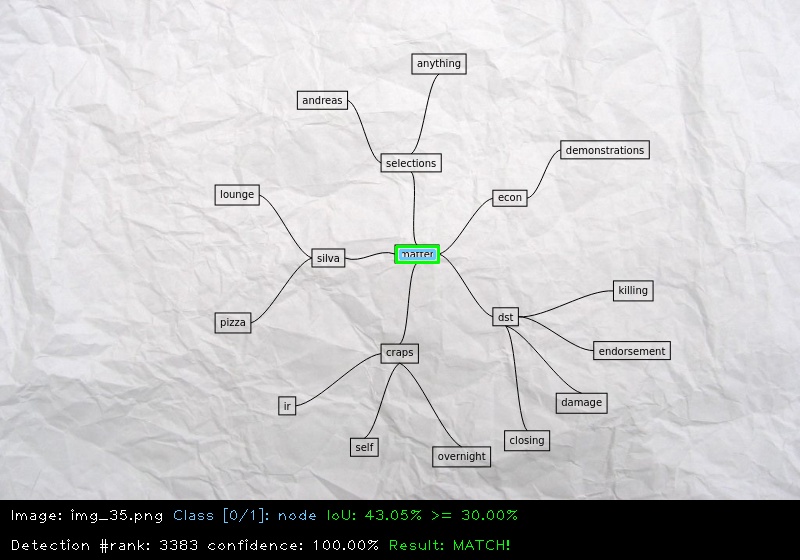 anything
andreas
demonstrations
selections
lounge
econ
matter
silva
killing
pizza
dst
endorsement
craps
damage
ir
closing
self
overnight
Image: img_35.png Class [0/1]: node IoU: 43.05% >= 30.00%
Detection #rank: 3383 confidence: 100.00% Result: MATCH!